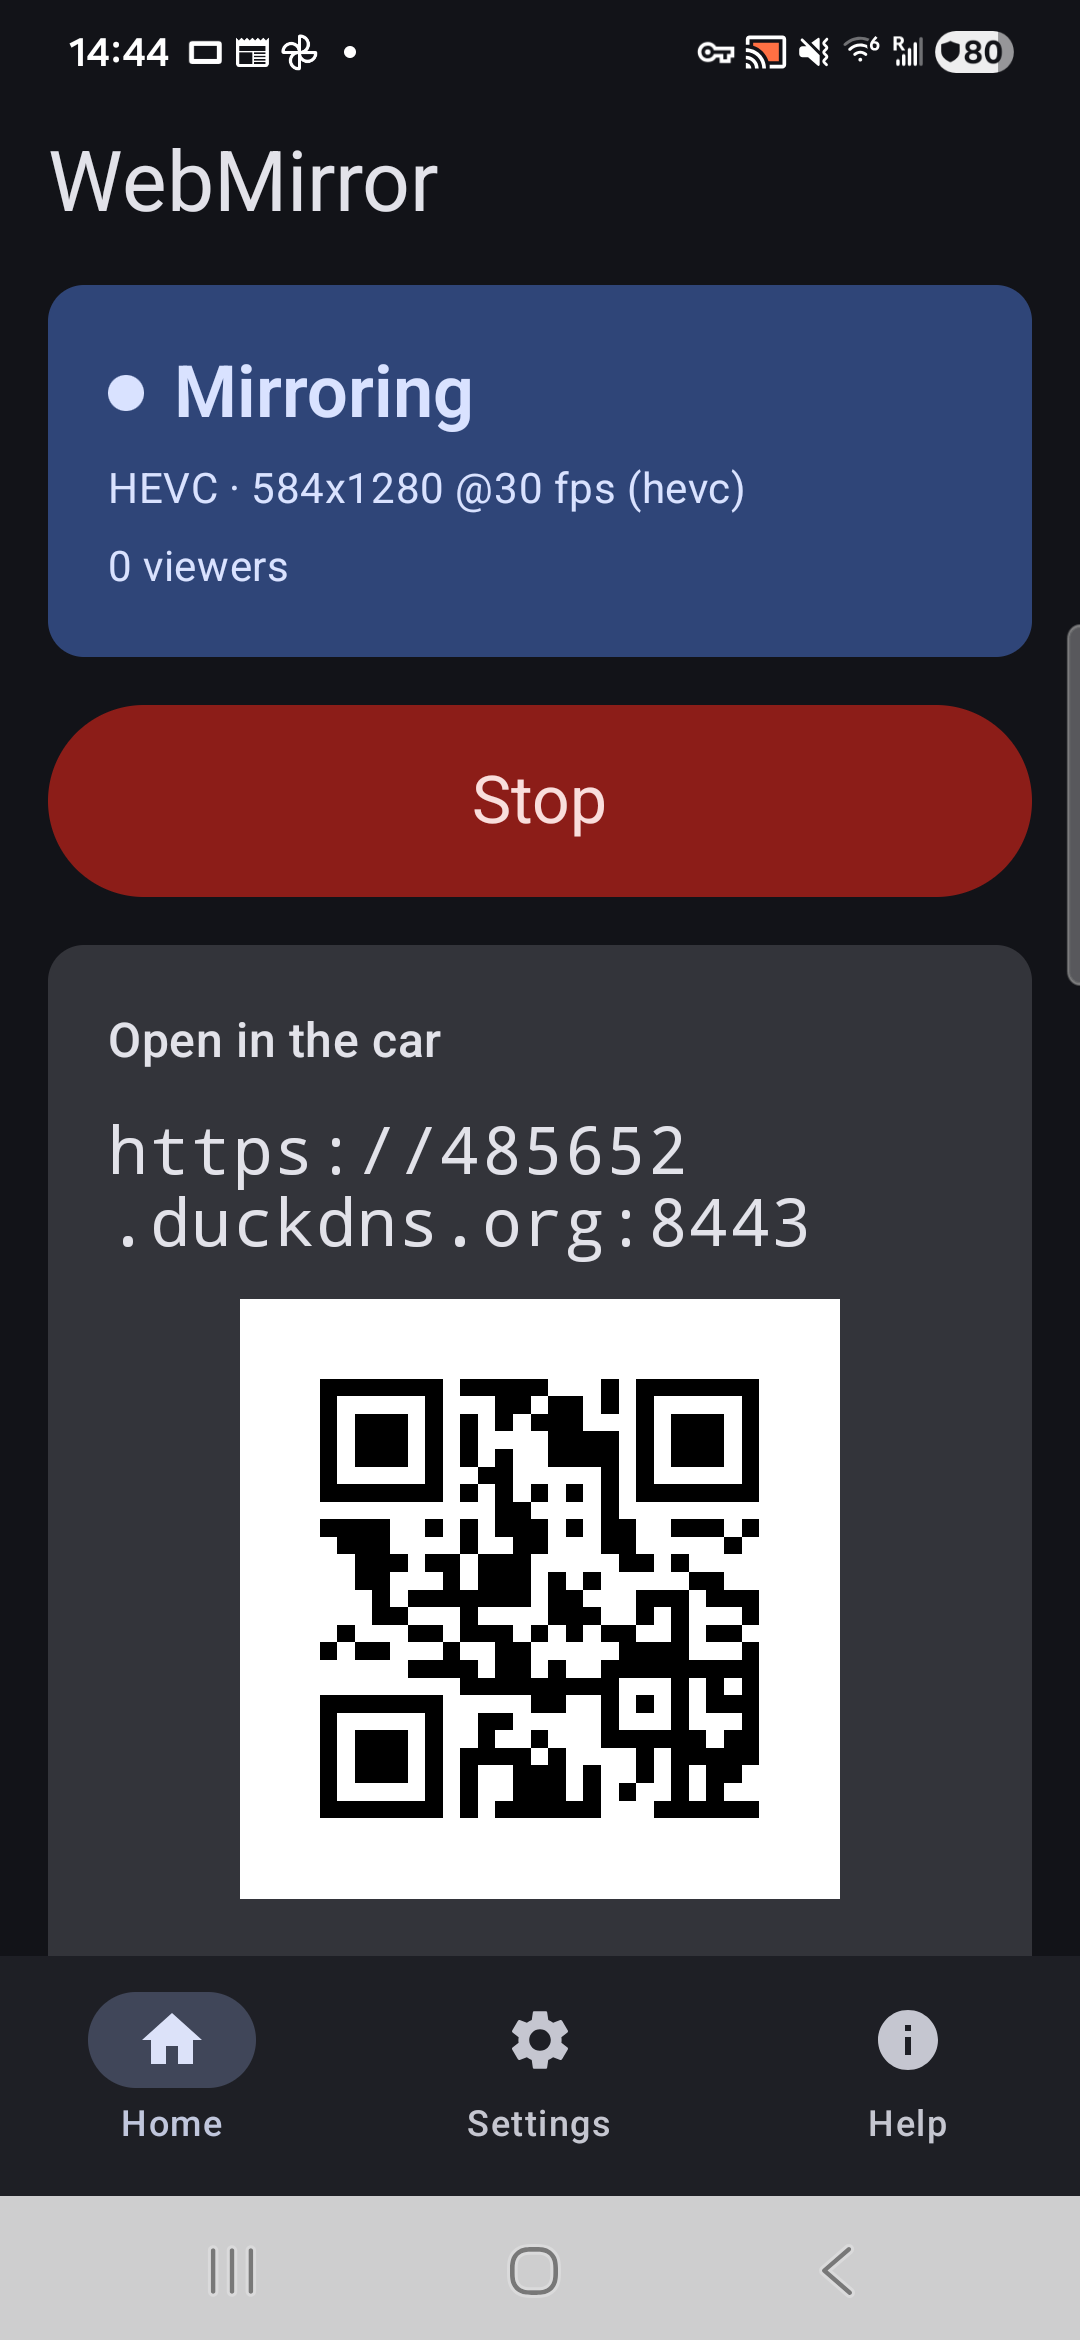 14:44
6
R
80
WebMirror
Mirroring
HEVC · 584x1280 @30 fps (hevc)
0 viewers
Stop
Open in the car
https://485652
.duckdns.org:8443
Home
Settings
Help